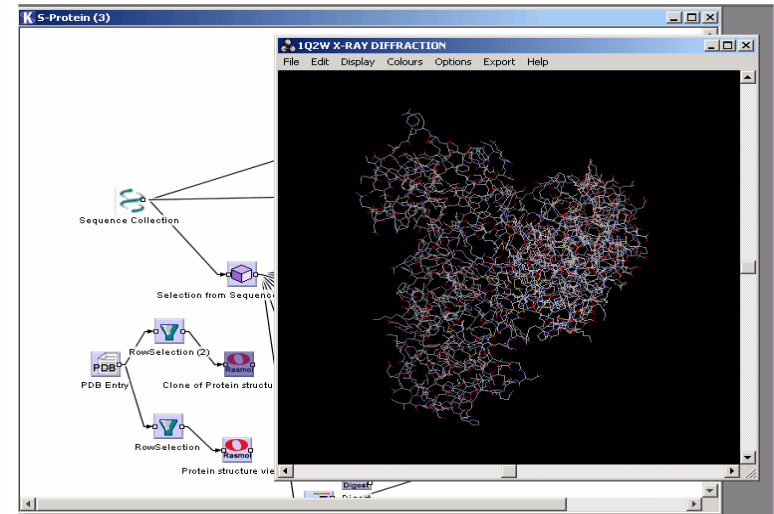 K S-Protein (3)
1Q2W X-RAY DIFFRACTION
File Edit Display Colours Options Export Help
Sequence Collection
Selection from Sequence
RowSelection (2)
PDB
Rasmol
PDB Entry
Clone of Protein structu
RowSelection
Rasmol
Protein structure vie
Digest